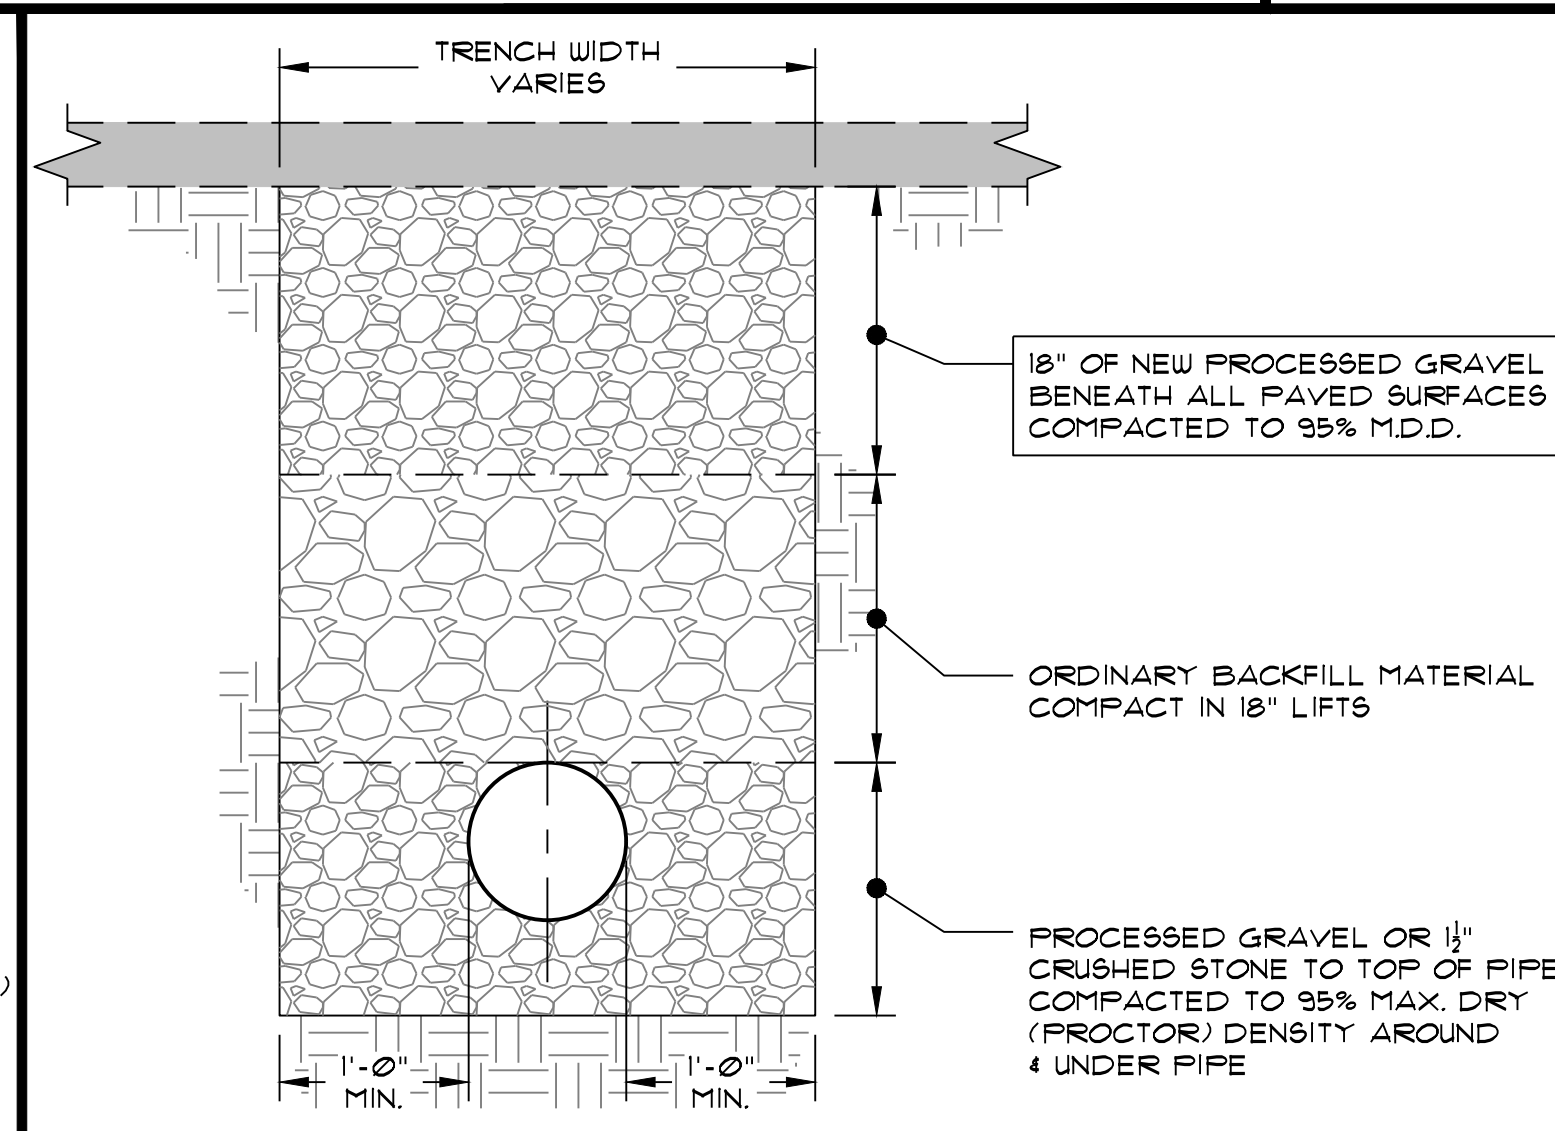 TRENCH WIDTH
VARIES
18" OF NEW PROCESSED GRAVEL
BENEATH ALL PAVED SURFACES
COMPACTED TO 95% M.D.D.
ORDINARY BACKFILL MATERIAL
COMPACT IN 18" LIFTS
PROCESSED GRAVEL OR 1½"
CRUSHED STONE TO TOP OF PIPE
COMPACTED TO 95% MAX. DRY
(PROCTOR) DENSITY AROUND
& UNDER PIPE
)
1'-0"
MIN.
1'-0"
MIN.